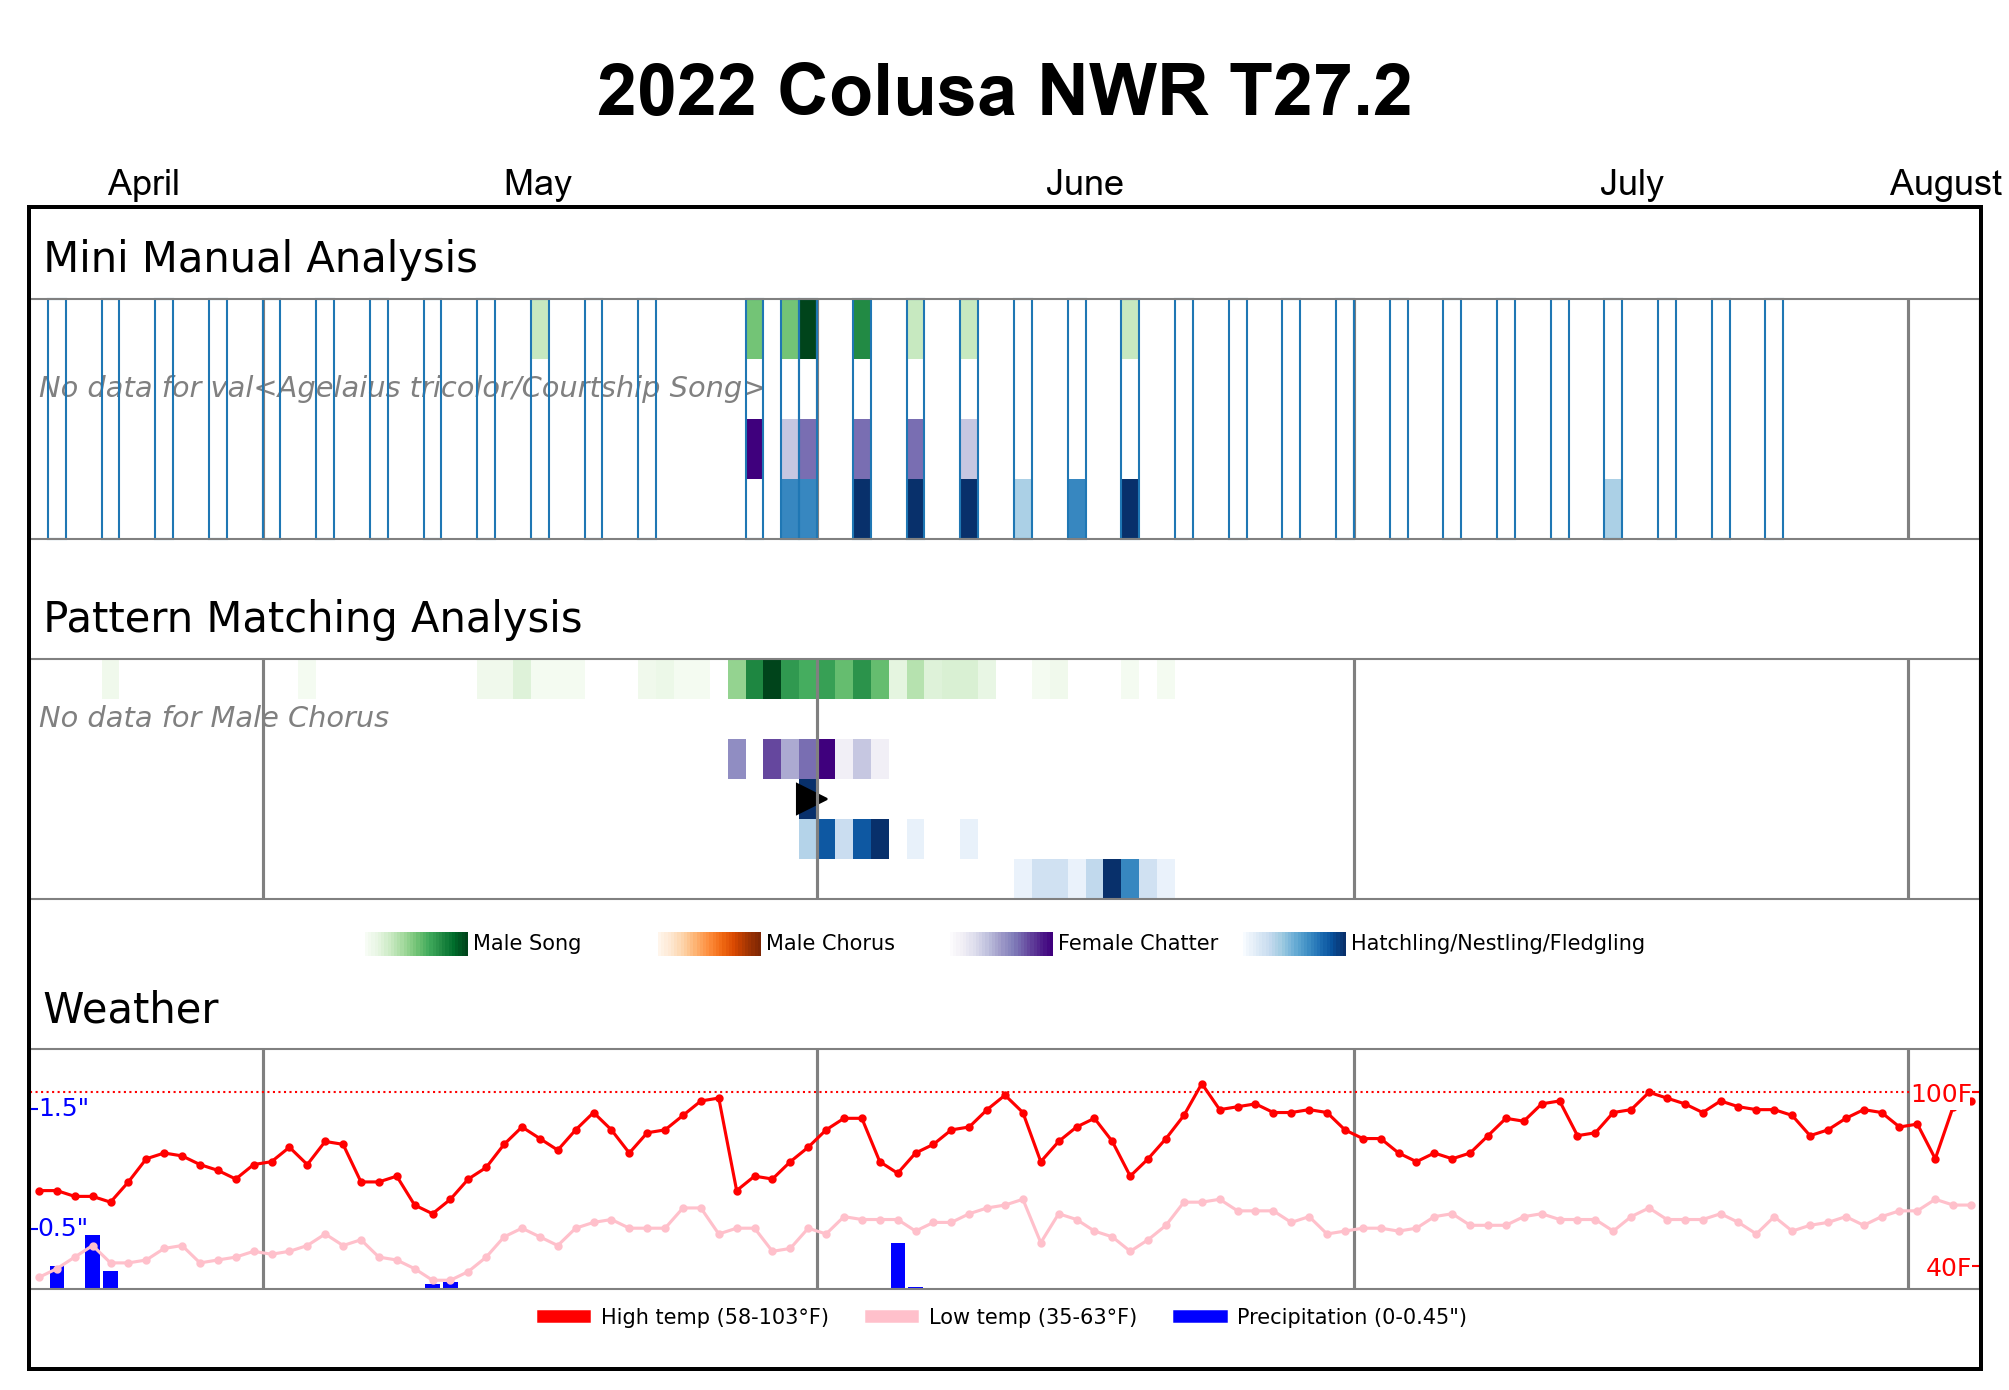 2022 Colusa NWR T27.2
April May June July August
Mini Manual Analysis
No data for val<Agelaius tricolor/Courtship Song>
Pattern Matching Analysis
No data for Male Chorus
Male Song Male Chorus Female Chatter Hatchling/Nestling/Fledgling
Weather
100F
1.5"
0.5"
40F
High temp (58-103°F) Low temp (35-63°F) Precipitation (0-0.45")